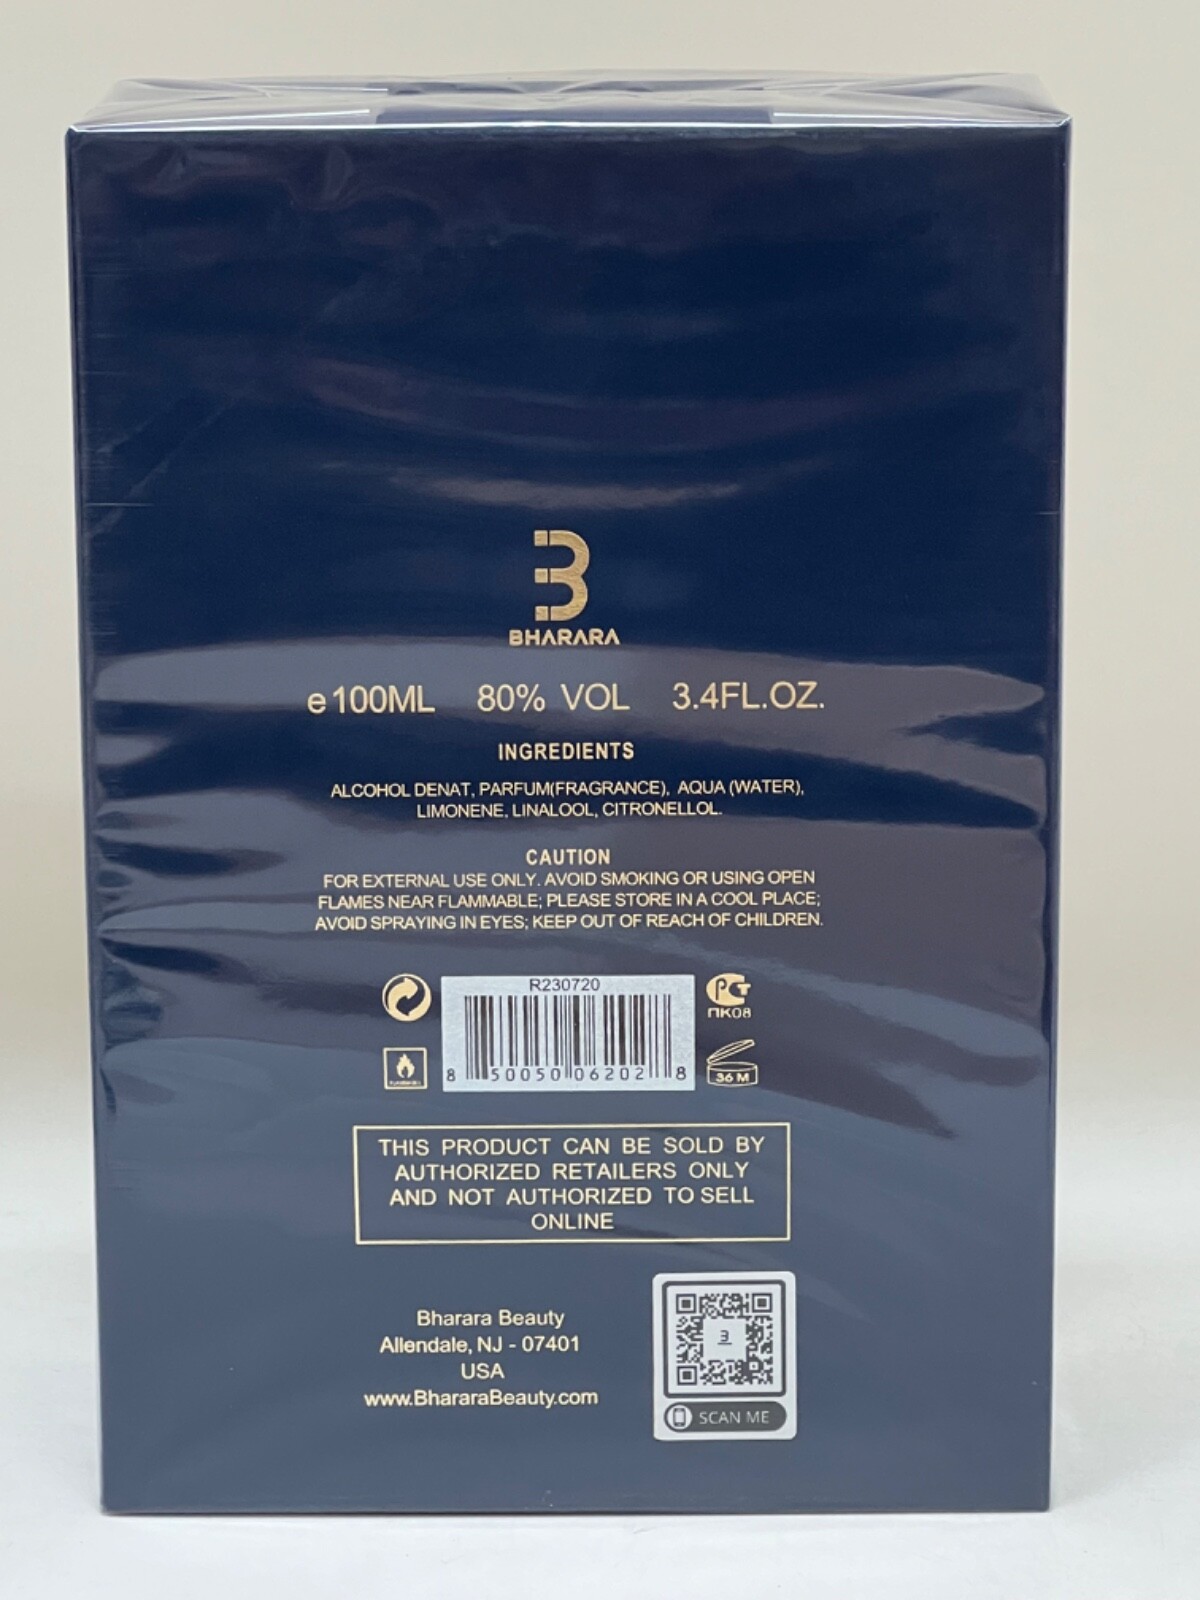 BHARARA
e 100ML 80% VOL 3.4FL.OZ.
INGREDIENTS
ALCOHOL DENAT, PARFUM(FRAGRANCE), AQUA (WATER),
LIMONENE, LINALOOL, CITRONELLOL.
CAUTION
FOR EXTERNAL USE ONLY. AVOID SMOKING OR USING OPEN
FLAMES NEAR FLAMMABLE; PLEASE STORE IN A COOL PLACE;
AVOID SPRAYING IN EYES; KEEP OUT OF REACH OF CHILDREN.
R230720
8 50050 06202 8
РСТ
ПК08
36 M
THIS PRODUCT CAN BE SOLD BY
AUTHORIZED RETAILERS ONLY
AND NOT AUTHORIZED TO SELL
ONLINE
Bharara Beauty
Allendale, NJ - 07401
USA
www.BhararaBeauty.com
SCAN ME